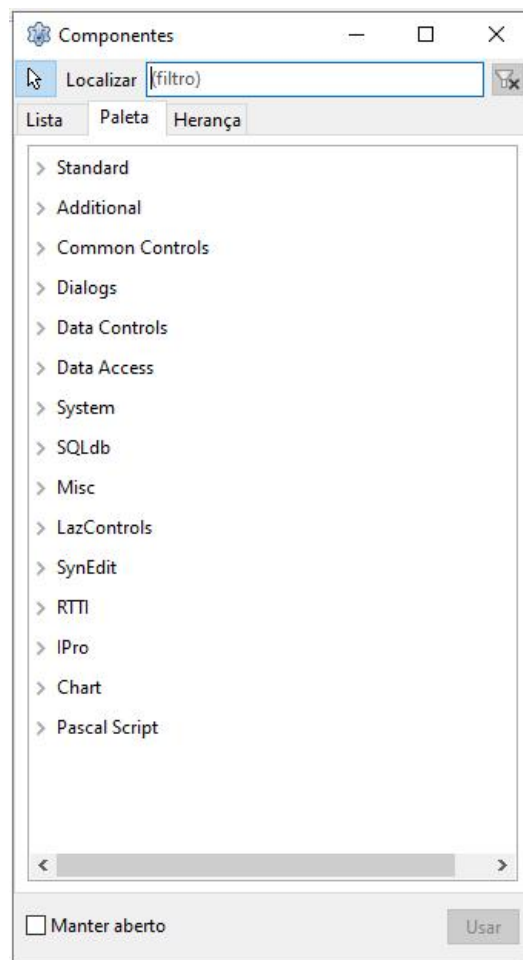 Componentes
Localizar (filtro)
Lista Paleta Herança
Standard
Additional
Common Controls
Dialogs
Data Controls
Data Access
System
SQLdb
Misc
LazControls
SynEdit
RTTI
IPro
Chart
Pascal Script
Manter aberto Usar